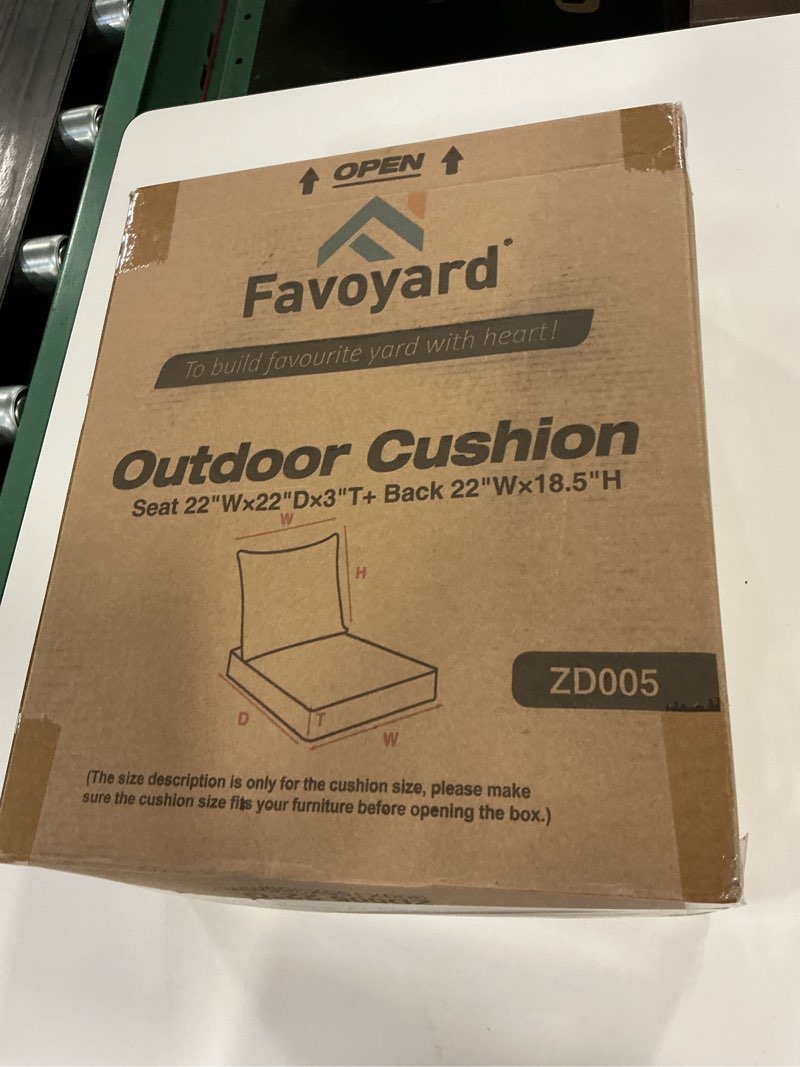 OPEN
Favoyard
To build favourite yard with heart!
Outdoor Cushion
Seat 22"W×22"D×3"T+ Back 22"W×18.5"H
W
H
ZD005
D
T
W
(The size description is only for the cushion size, please make
sure the cushion size fits your furniture before opening the box.)